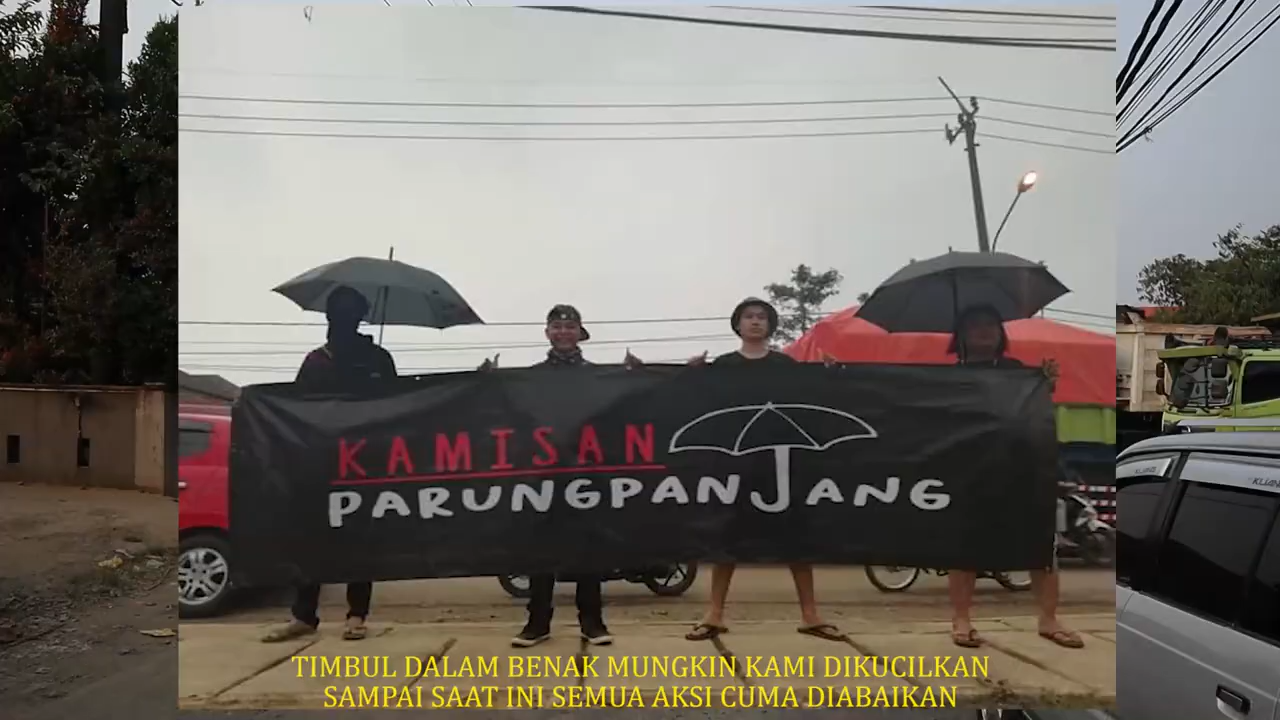 KAMISAN
PARUNGPANJANG
TIMBUL DALAM BENAK MUNGKIN KAMI DIKUCILKAN
SAMPAI SAAT INI SEMUA AKSI CUMA DIABAIKAN